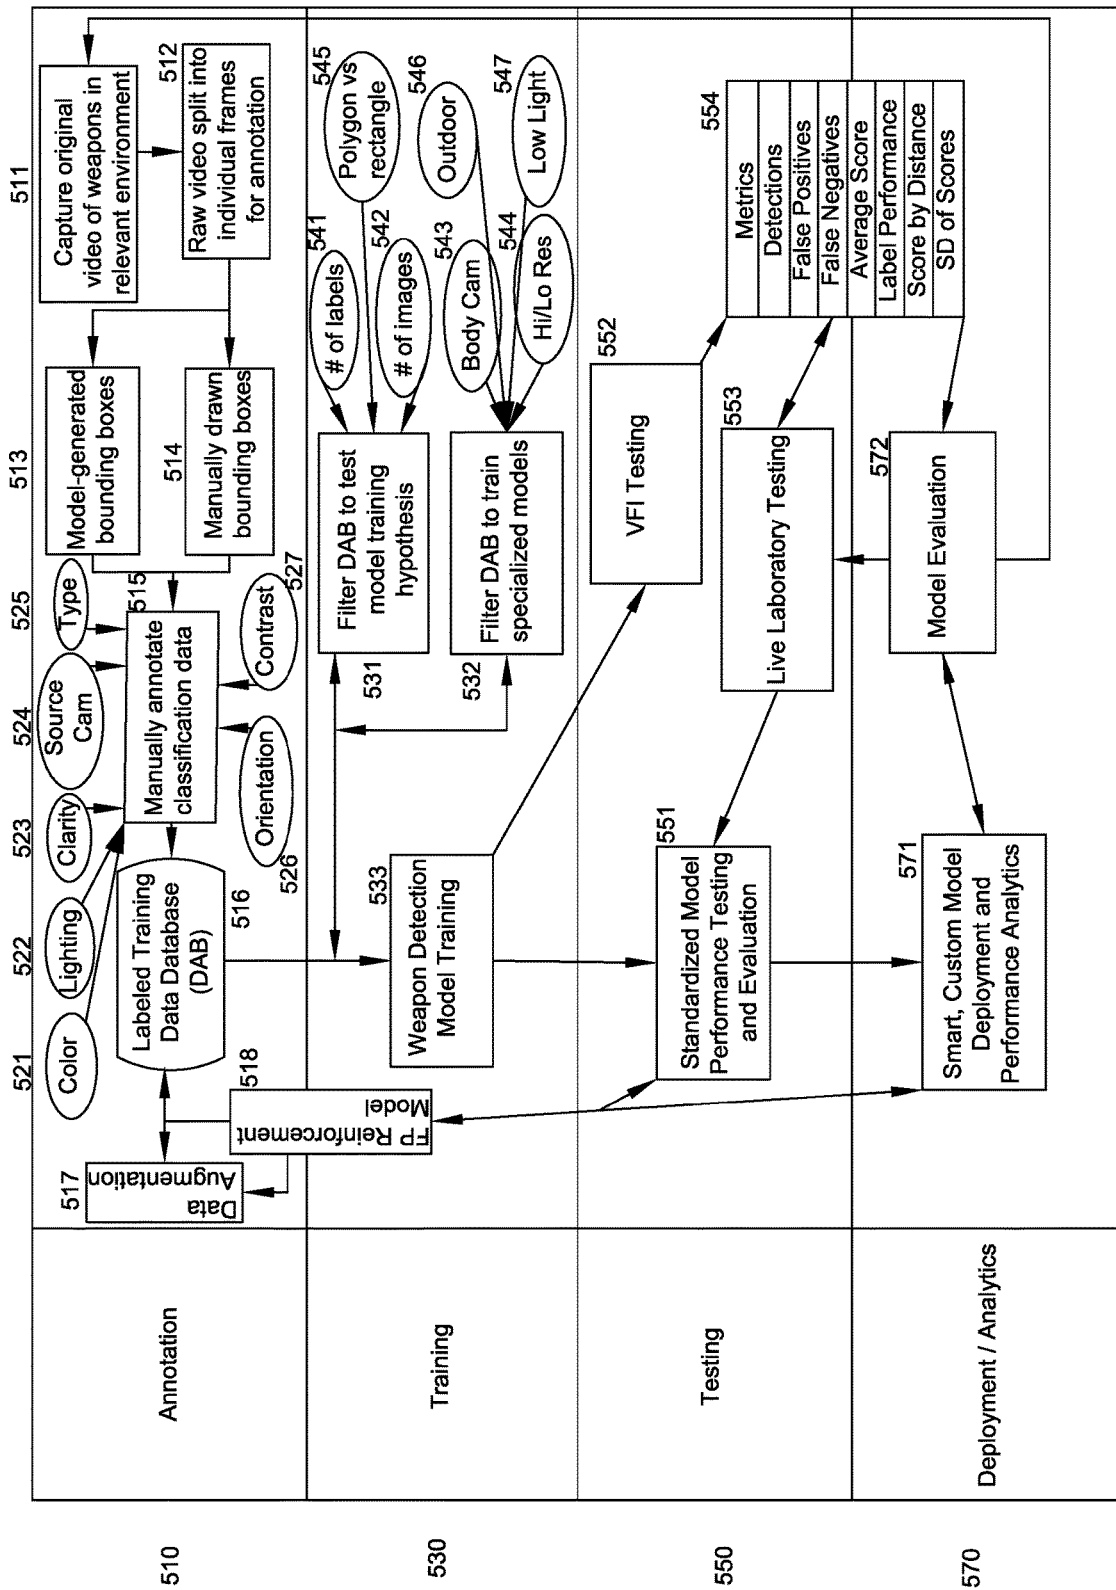 510
Annotation
517
Data
Augmentation
518
FP Reinforcement
Model
521
Color
522
Lighting
523
Clarity
524
Source
Cam
525
Type
515
Manually annotate
classification data
516
Labeled Training
Data Database
(DAB)
526
Orientation
527
Contrast
513
Model-generated
bounding boxes
514
Manually drawn
bounding boxes
511
Capture original
video of weapons in
relevant environment
512
Raw video split into
individual frames
for annotation
530
Training
533
Weapon Detection
Model Training
531
Filter DAB to test
model training
hypothesis
532
Filter DAB to train
specialized models
541
# of labels
545
Polygon vs
rectangle
542
# of images
546
Outdoor
543
Body Cam
547
Low Light
544
Hi/Lo Res
550
Testing
551
Standardized Model
Performance Testing
and Evaluation
552
VFI Testing
553
Live Laboratory Testing
554
Metrics
Detections
False Positives
False Negatives
Average Score
Label Performance
Score by Distance
SD of Scores
570
Deployment / Analytics
571
Smart, Custom Model
Deployment and
Performance Analytics
572
Model Evaluation